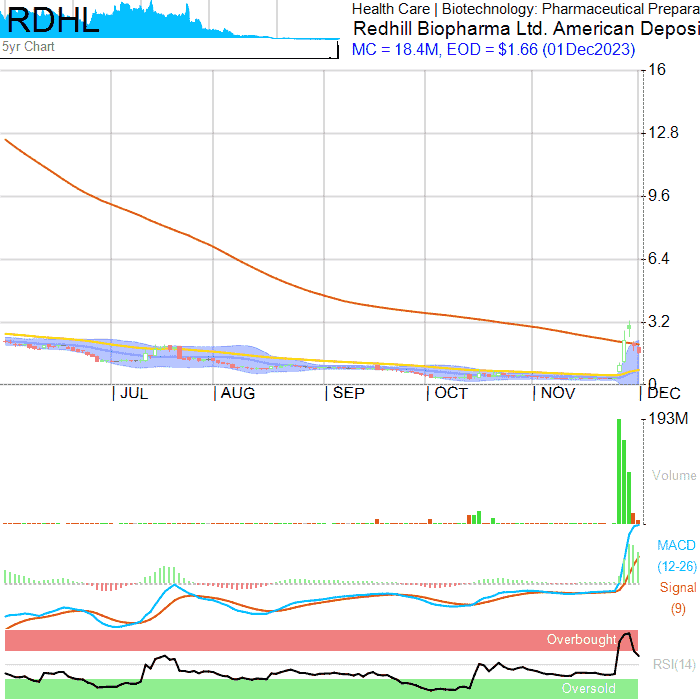 RDHL
5yr Chart
Health Care | Biotechnology: Pharmaceutical Prepara
Redhill Biopharma Ltd. American Deposi
MC = 18.4M, EOD = $1.66 (01Dec2023)
16
12.8
9.6
6.4
3.2
0
JUL AUG SEP OCT NOV DEC
193M
Volume
MACD
(12-26)
Signal
(9)
Overbought
RSI(14)
Oversold